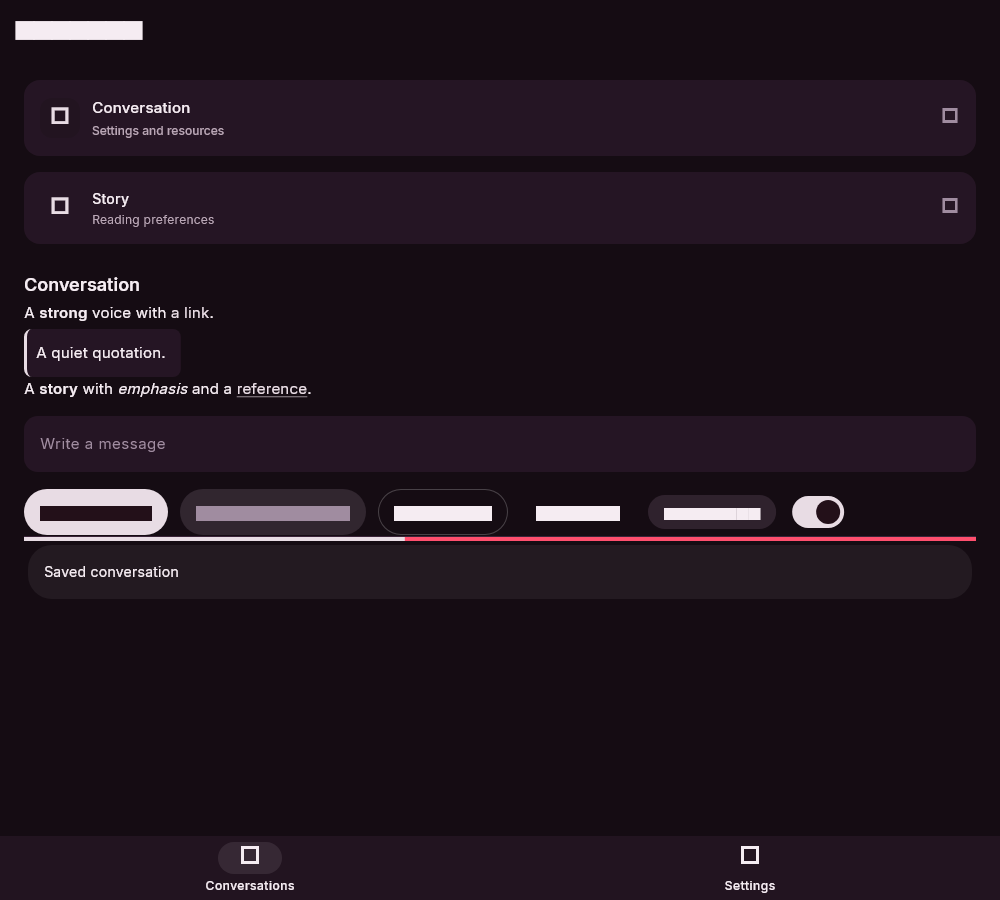 Conversation
Settings and resources
Story
Reading preferences
Conversation
A strong voice with a link.
A quiet quotation.
A story with emphasis and a reference.
Write a message
Saved conversation
Conversations
Settings